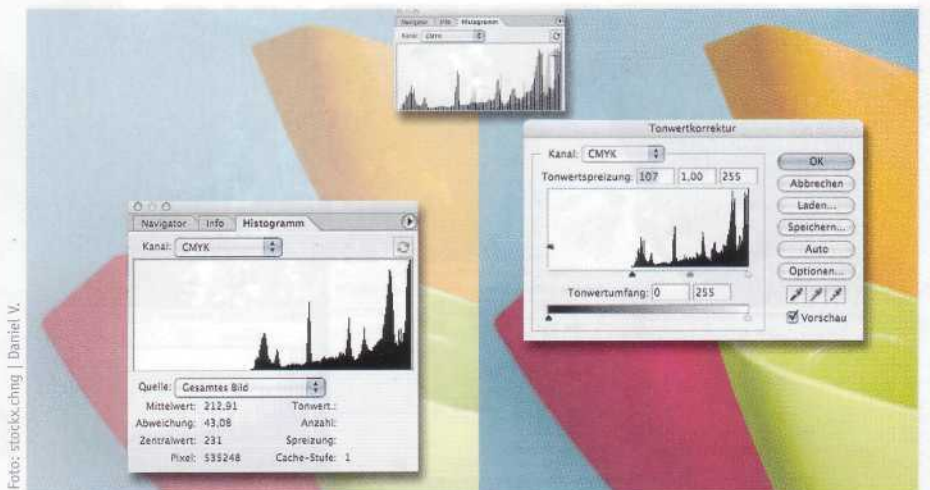 Navigator Info Histogramm
Kanal: CMYK
Tonwertkorrektur
Kanal: CMYK
Tonwertspreizung: 107 1,00 255
Tonwertumfang: 0 255
OK
Abbrechen
Laden...
Speichern...
Auto
Optionen...
Vorschau
Navigator Info Histogramm
Kanal: CMYK
Quelle: Gesamtes Bild
Mittelwert: 212,91 Tonwert.:
Abweichung: 43,08 Anzahl:
Zentralwert: 231 Spreizung:
Pixel: 535248 Cache-Stufe: 1
Foto: stockx.chng | Daniel V.